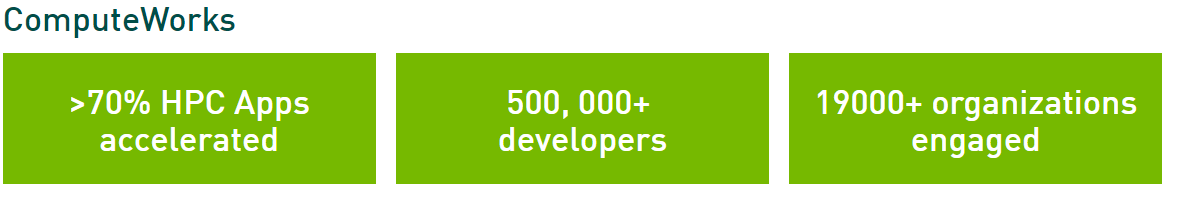 ComputeWorks
>70% HPC Apps
accelerated
500, 000+
developers
19000+ organizations
engaged